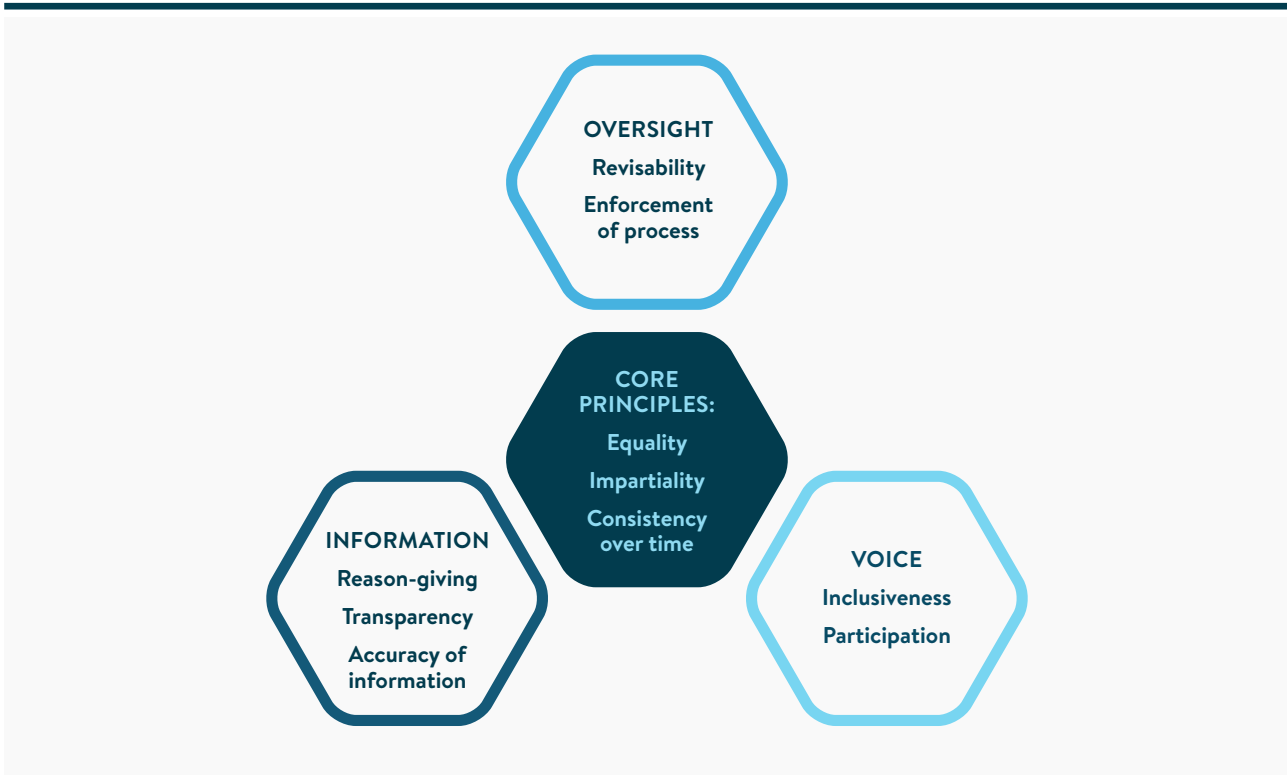 OVERSIGHT
Revisability
Enforcement
of process
CORE
PRINCIPLES:
Equality
Impartiality
Consistency
over time
INFORMATION
Reason-giving
Transparency
Accuracy of
information
VOICE
Inclusiveness
Participation